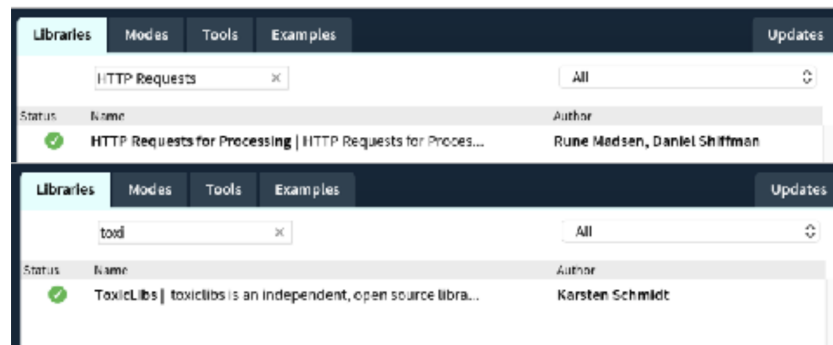 Libraries Modes Tools Examples Updates
HTTP Requests × All
Status Name Author
HTTP Requests for Processing | HTTP Requests for Proces... Rune Madsen, Daniel Shiffman
Libraries Modes Tools Examples Updates
toxi × All
Status Name Author
ToxicLibs | toxiclibs is an independent, open source libra... Karsten Schmidt